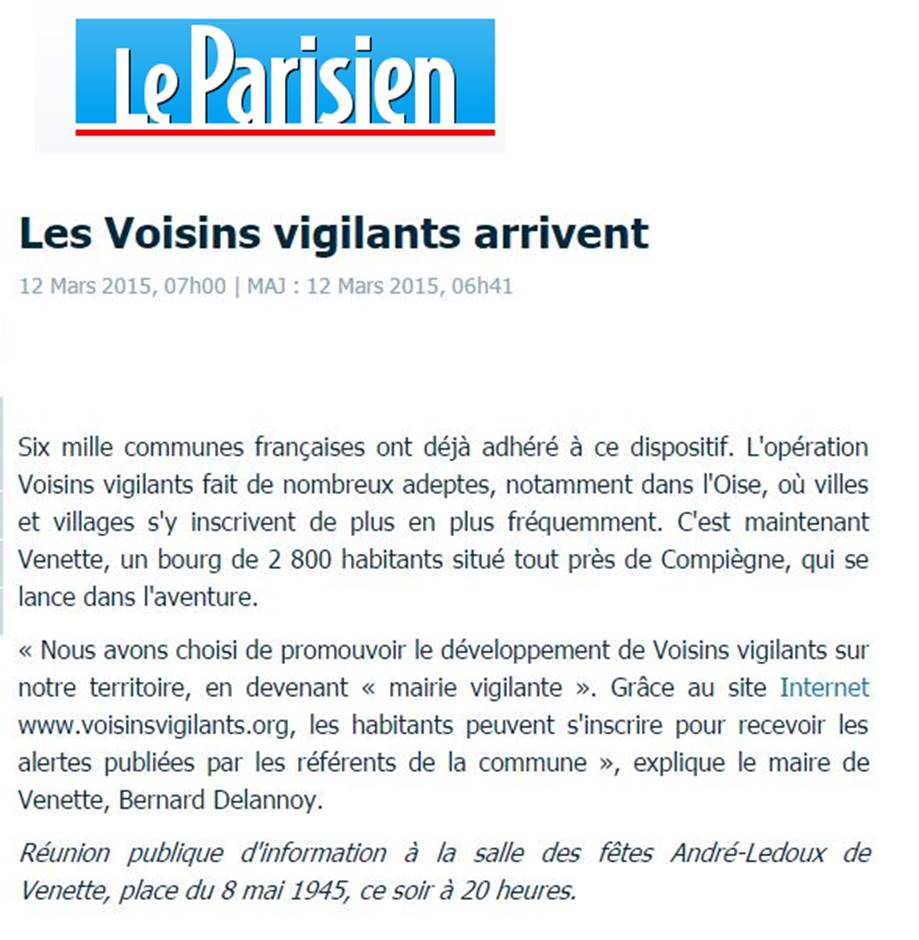 Le Parisien
Les Voisins vigilants arrivent
12 Mars 2015, 07h00 | MAJ : 12 Mars 2015, 06h41
Six mille communes françaises ont déjà adhéré à ce dispositif. L'opération
Voisins vigilants fait de nombreux adeptes, notamment dans l'Oise, où villes
et villages s'y inscrivent de plus en plus fréquemment. C'est maintenant
Venette, un bourg de 2 800 habitants situé tout près de Compiègne, qui se
lance dans l'aventure.
« Nous avons choisi de promouvoir le développement de Voisins vigilants sur
notre territoire, en devenant « mairie vigilante ». Grâce au site Internet
www.voisinsvigilants.org, les habitants peuvent s'inscrire pour recevoir les
alertes publiées par les référents de la commune », explique le maire de
Venette, Bernard Delannoy.
Réunion publique d'information à la salle des fêtes André-Ledoux de
Venette, place du 8 mai 1945, ce soir à 20 heures.